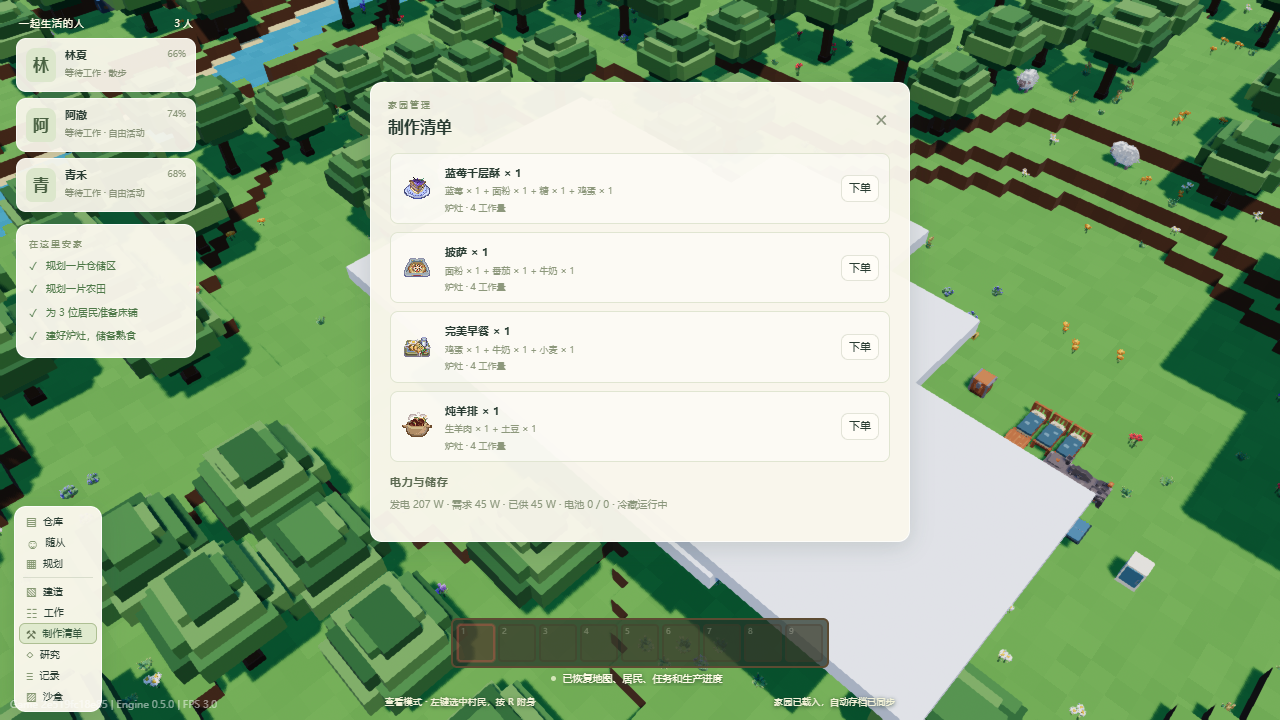 一起生活的人 3 人
林 林夏 66%
等待工作 · 散步
阿 阿澈 74%
等待工作 · 自由活动
青 青禾 68%
等待工作 · 自由活动
在这里安家
✓ 规划一片仓储区
✓ 规划一片农田
✓ 为 3 位居民准备床铺
✓ 建好炉灶，储备熟食
家园管理
制作清单
蓝莓千层酥 × 1
蓝莓 × 1 + 面粉 × 1 + 糖 × 1 + 鸡蛋 × 1
炉灶 · 4 工作量
下单
披萨 × 1
面粉 × 1 + 番茄 × 1 + 牛奶 × 1
炉灶 · 4 工作量
下单
完美早餐 × 1
鸡蛋 × 1 + 牛奶 × 1 + 小麦 × 1
炉灶 · 4 工作量
下单
炖羊排 × 1
生羊肉 × 1 + 土豆 × 1
炉灶 · 4 工作量
下单
电力与储存
发电 207 W · 需求 45 W · 已供 45 W · 电池 0 / 0 · 冷藏运行中
仓库
随从
规划
建造
工作
制作清单
研究
记录
沙盒
1 2 3 4 5 6 7 8 9
已恢复地图、居民、任务和生产进度
查看模式 · 左键选中村民、按 R 附身
家园已载入，自动存档已同步
| Engine 0.5.0 | FPS 3.0